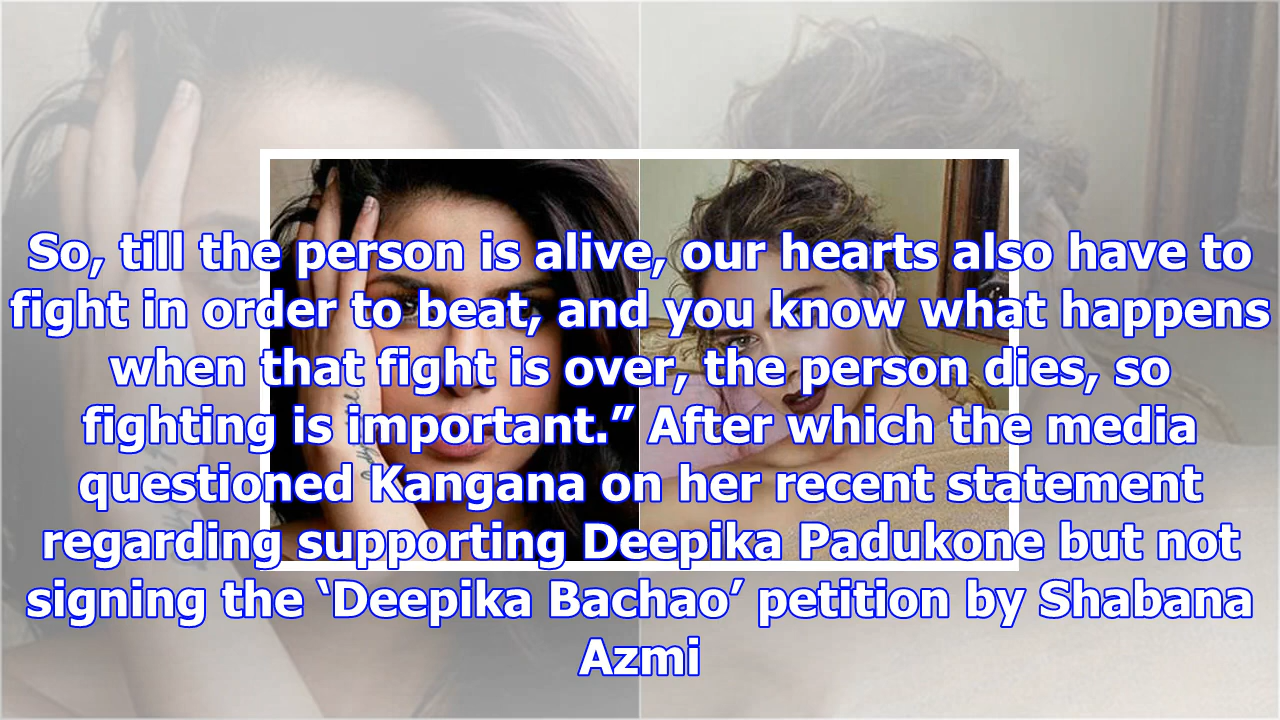 So, till the person is alive, our hearts also have to
fight in order to beat, and you know what happens
when that fight is over, the person dies, so
fighting is important.” After which the media
questioned Kangana on her recent statement
regarding supporting Deepika Padukone but not
signing the ‘Deepika Bachao’ petition by Shabana
Azmi